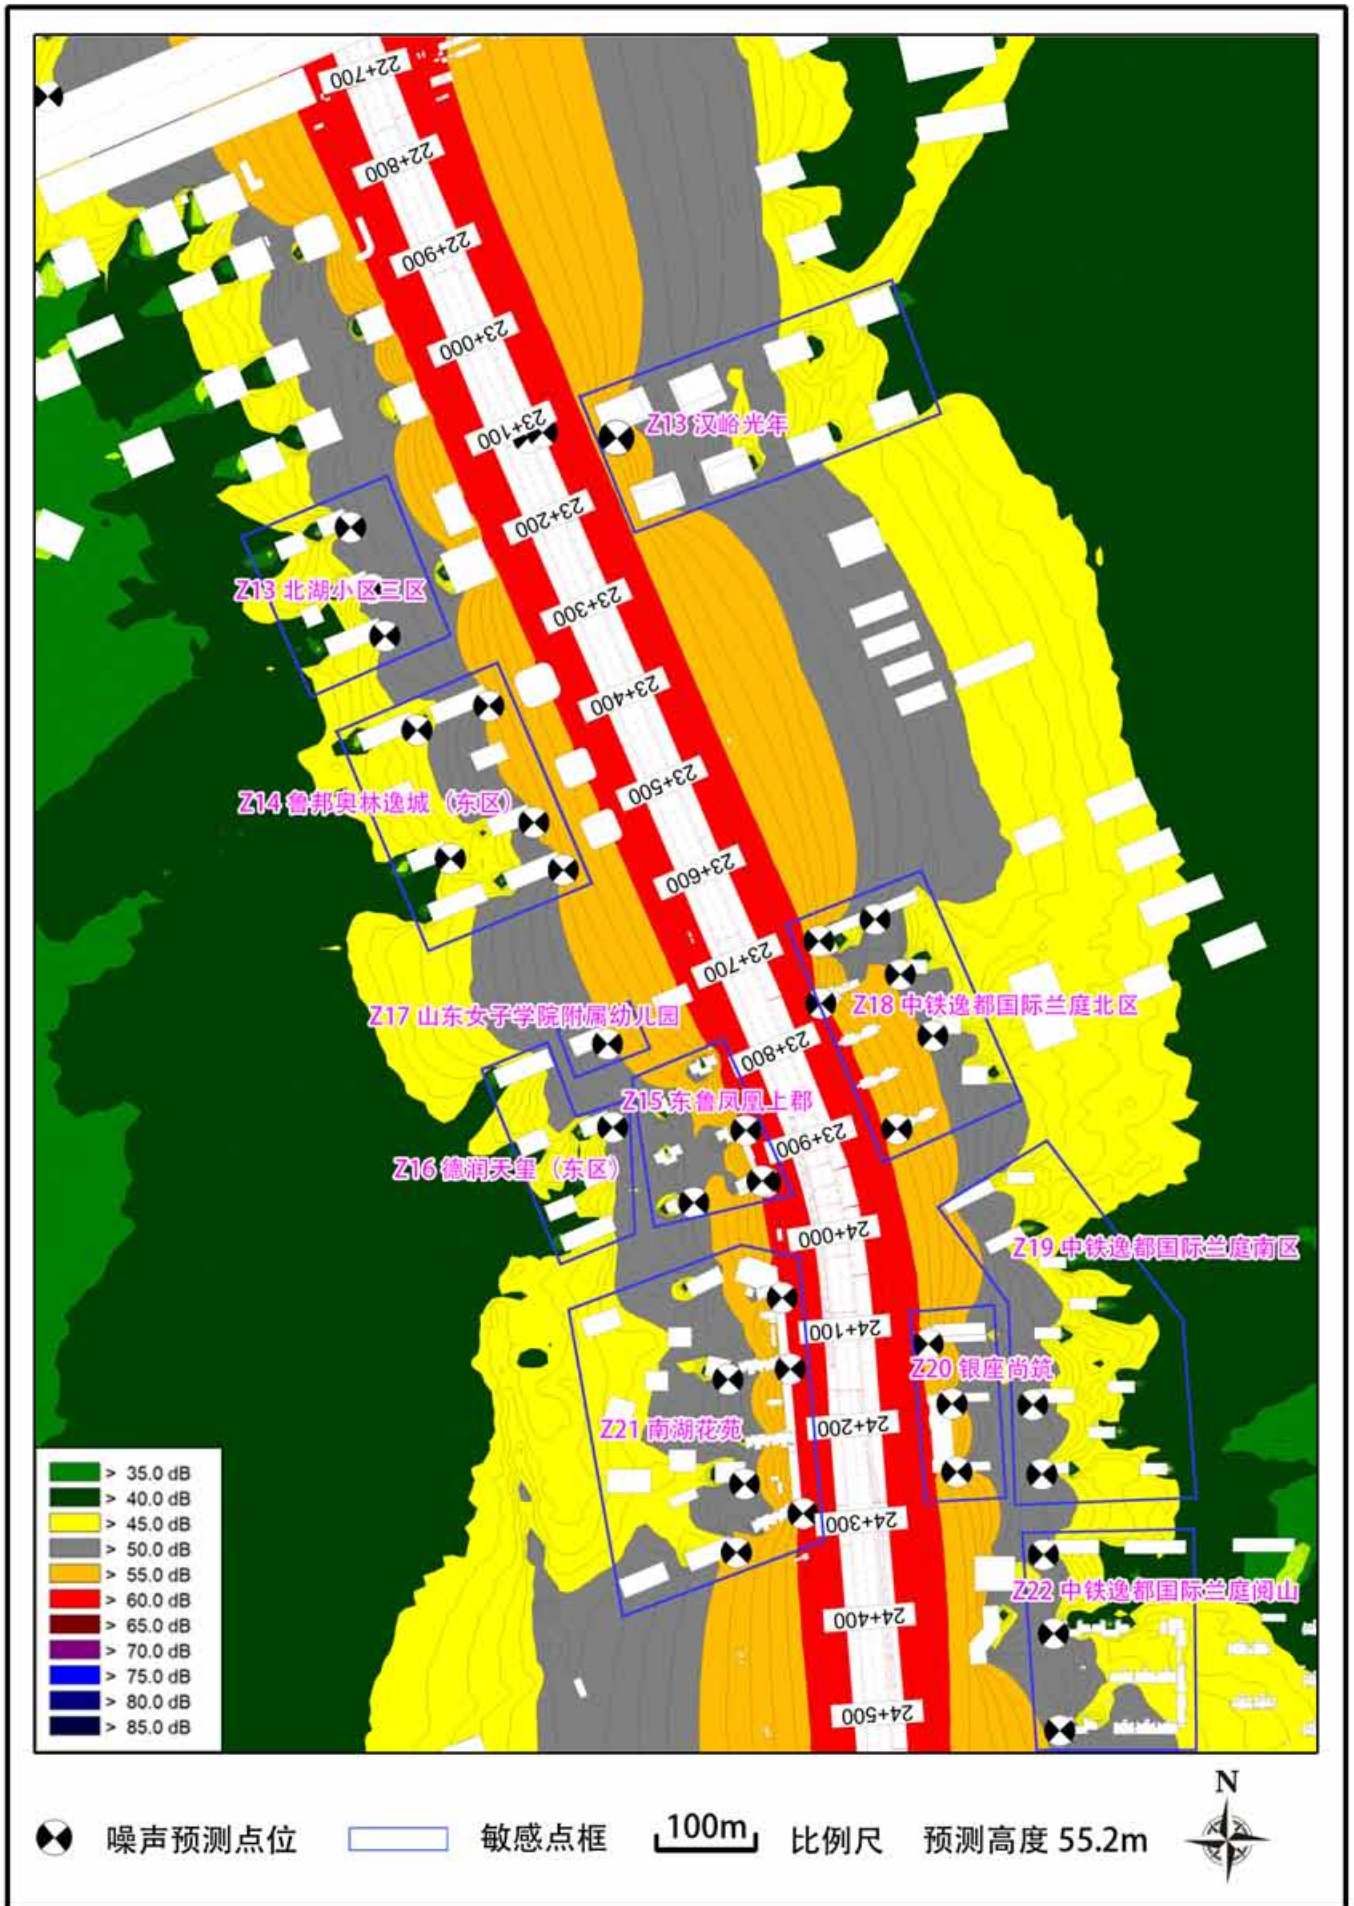 22+700
22+800
22+900
23+000
23+100
Z13 汉峪光年
23+200
Z13 北湖小区三区
23+300
23+400
23+500
Z14 鲁邦奥林逸城（东区）
23+600
23+700
Z17 山东女子学院附属幼儿园
Z18 中铁逸都国际兰庭北区
23+800
Z15 东鲁凤凰上郡
23+900
Z16 德润天玺（东区）
24+000
Z19 中铁逸都国际兰庭南区
24+100
Z20 银座尚筑
24+200
Z21 南湖花苑
24+300
Z22 中铁逸都国际兰庭阅山
24+400
24+500
> 35.0 dB
> 40.0 dB
> 45.0 dB
> 50.0 dB
> 55.0 dB
> 60.0 dB
> 65.0 dB
> 70.0 dB
> 75.0 dB
> 80.0 dB
> 85.0 dB
N
噪声预测点位 敏感点框 100m 比例尺 预测高度 55.2m